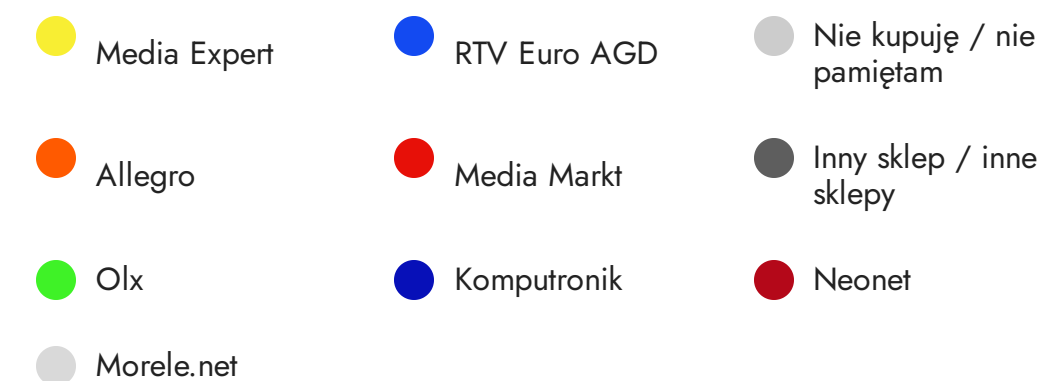 Media Expert
RTV Euro AGD
Nie kupuję / nie
pamiętam
Allegro
Media Markt
Inny sklep / inne
sklepy
Olx
Komputronik
Neonet
Morele.net